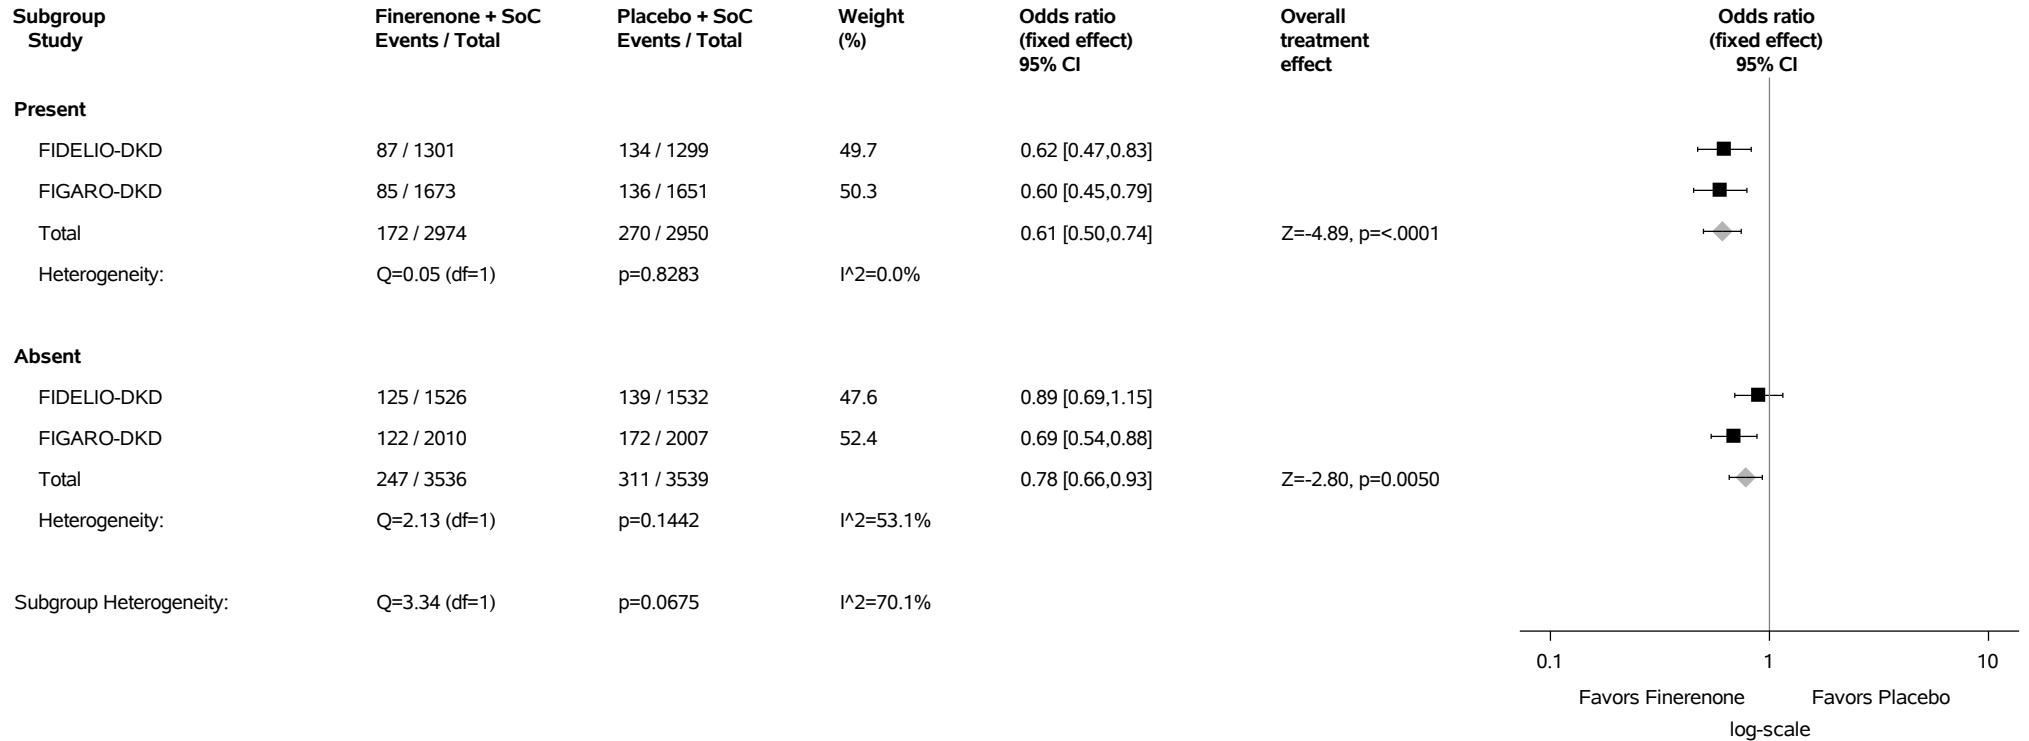 Subgroup Finerenone + SoC Placebo + SoC Weight Odds ratio Overall Odds ratio
Study Events / Total Events / Total (%) (fixed effect) treatment (fixed effect)
95% CI effect 95% CI
Present
FIDELIO-DKD 87 / 1301 134 / 1299 49.7 0.62 [0.47,0.83]
FIGARO-DKD 85 / 1673 136 / 1651 50.3 0.60 [0.45,0.79]
Total 172 / 2974 270 / 2950 0.61 [0.50,0.74] Z=-4.89, p=<.0001
Heterogeneity: Q=0.05 (df=1) p=0.8283 I^2=0.0%
Absent
FIDELIO-DKD 125 / 1526 139 / 1532 47.6 0.89 [0.69,1.15]
FIGARO-DKD 122 / 2010 172 / 2007 52.4 0.69 [0.54,0.88]
Total 247 / 3536 311 / 3539 0.78 [0.66,0.93] Z=-2.80, p=0.0050
Heterogeneity: Q=2.13 (df=1) p=0.1442 I^2=53.1%
Subgroup Heterogeneity: Q=3.34 (df=1) p=0.0675 I^2=70.1%
0.1 1 10
Favors Finerenone Favors Placebo
log-scale